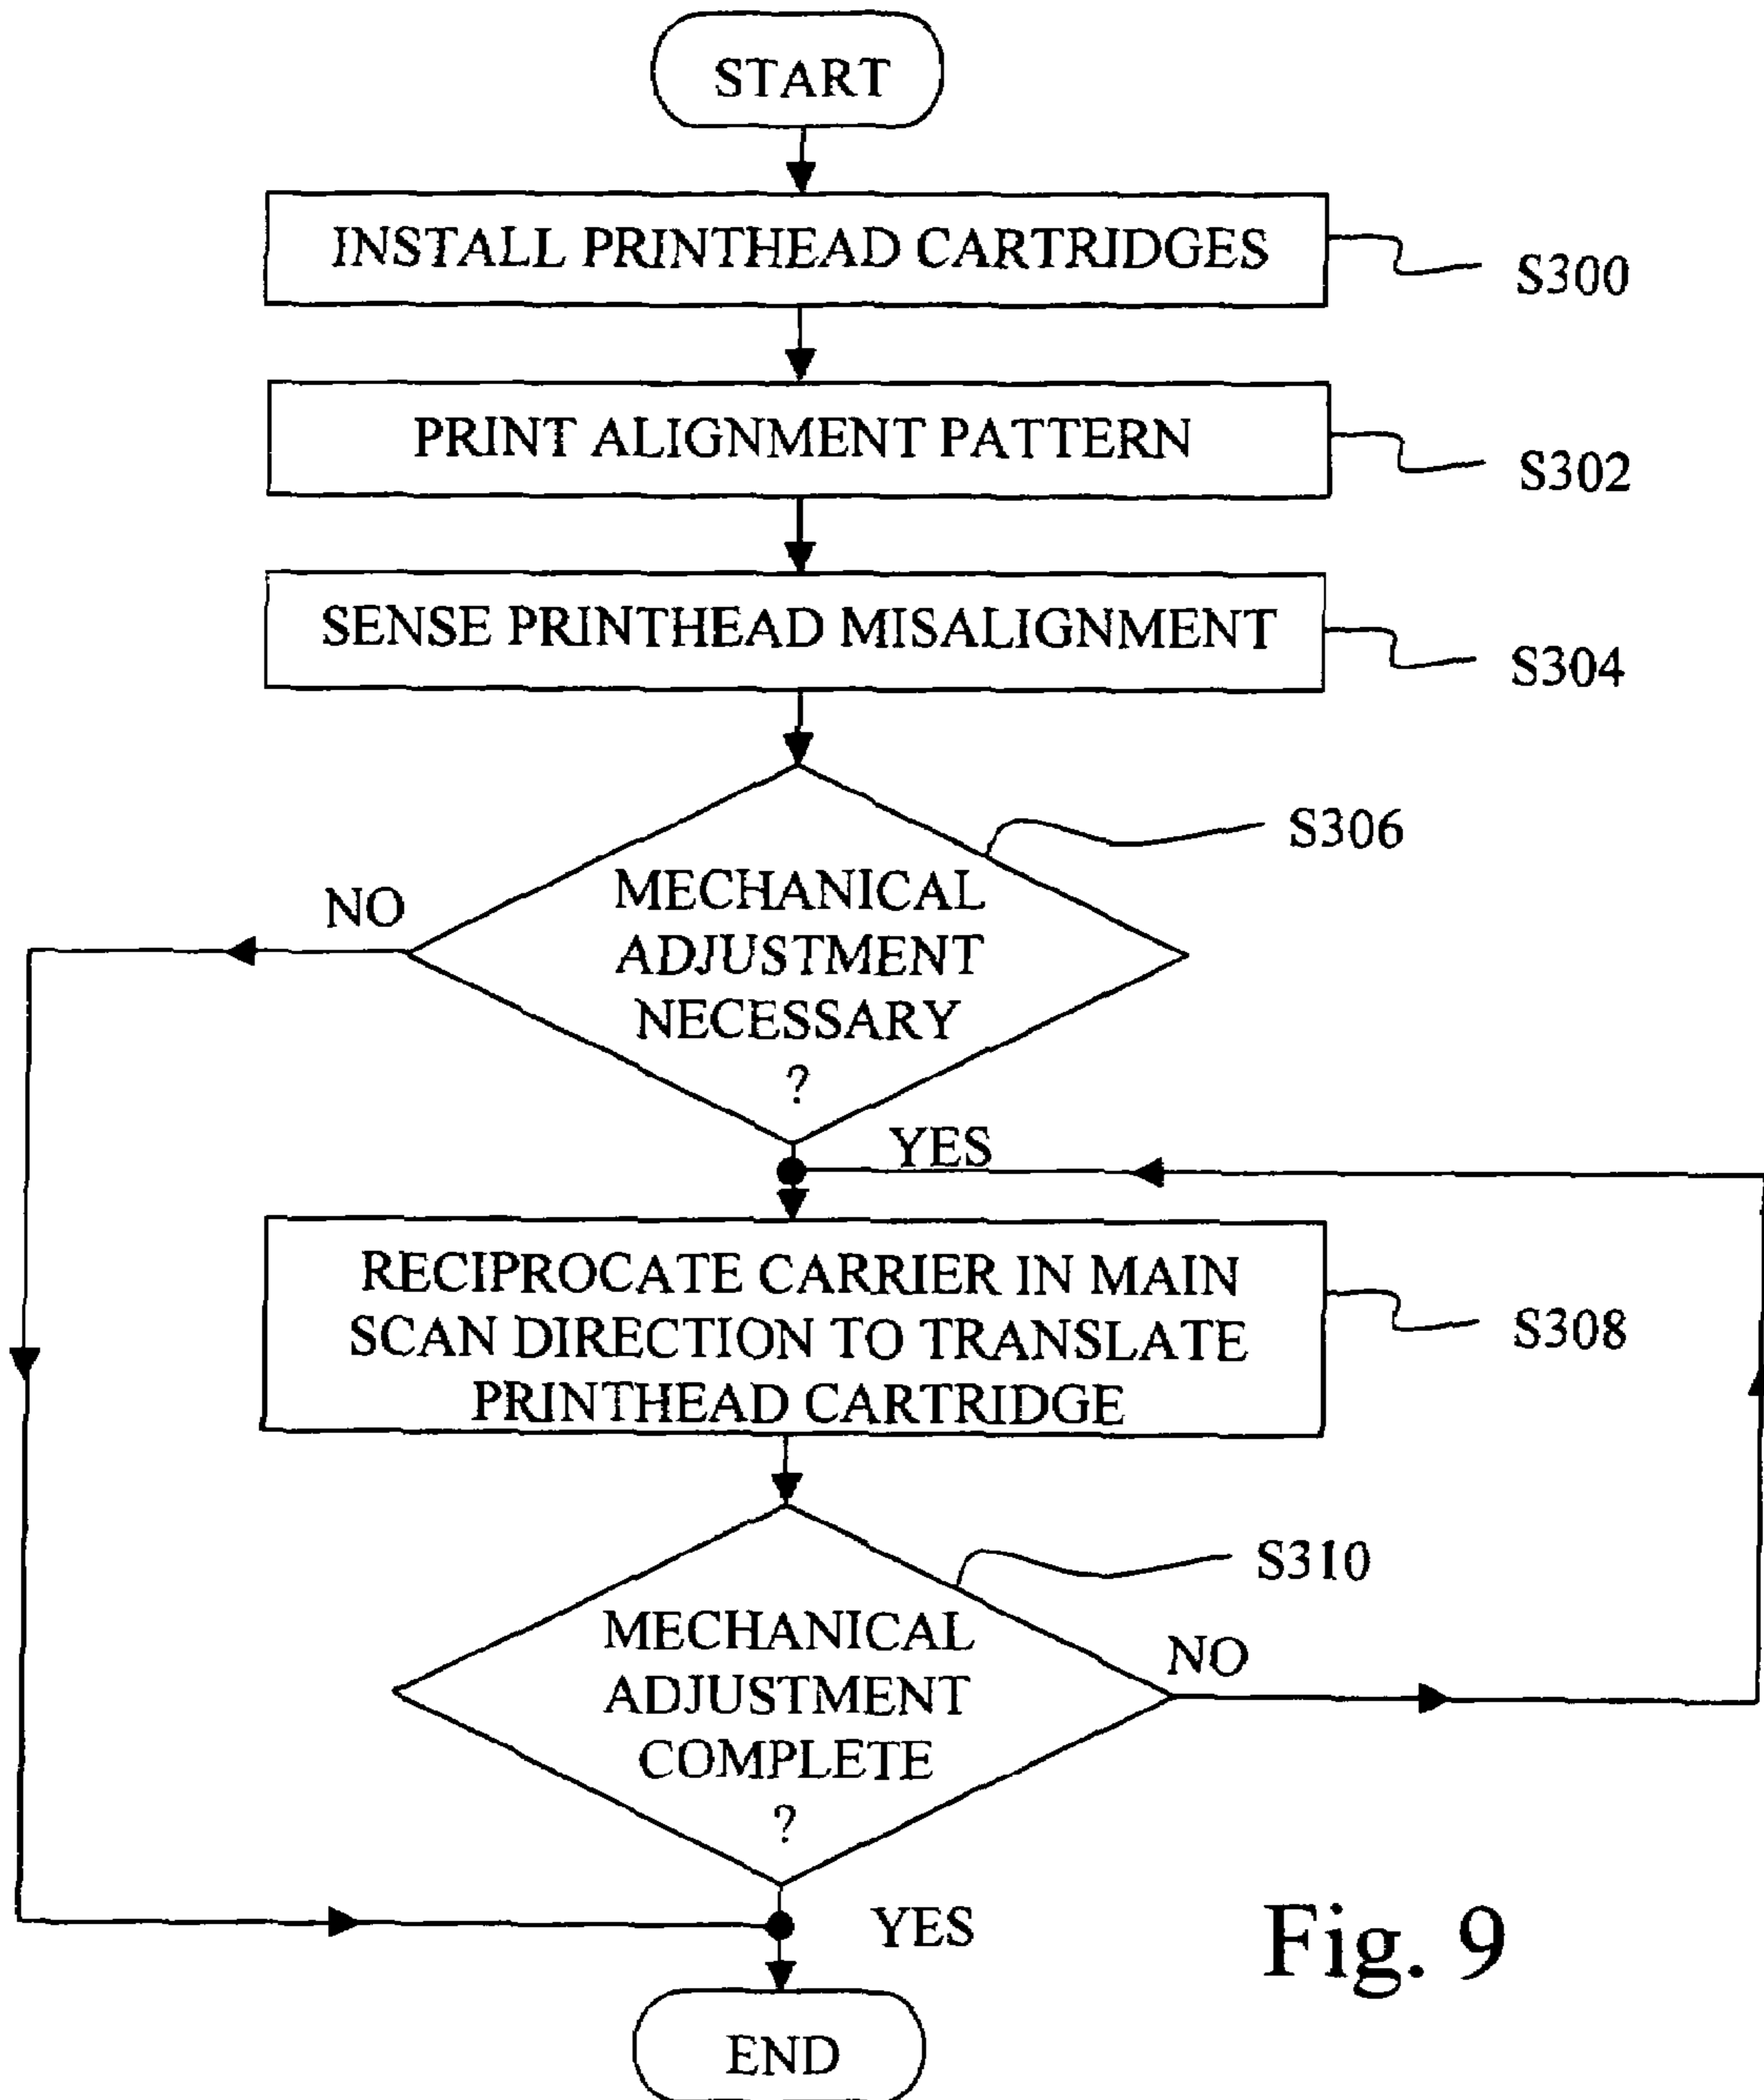 START
INSTALL PRINTHEAD CARTRIDGES
S300
PRINT ALIGNMENT PATTERN
S302
SENSE PRINTHEAD MISALIGNMENT
S304
S306
MECHANICAL
ADJUSTMENT
NECESSARY
?
NO
YES
RECIPROCATE CARRIER IN MAIN
SCAN DIRECTION TO TRANSLATE
PRINTHEAD CARTRIDGE
S308
S310
MECHANICAL
ADJUSTMENT
COMPLETE
?
NO
YES
END
Fig. 9